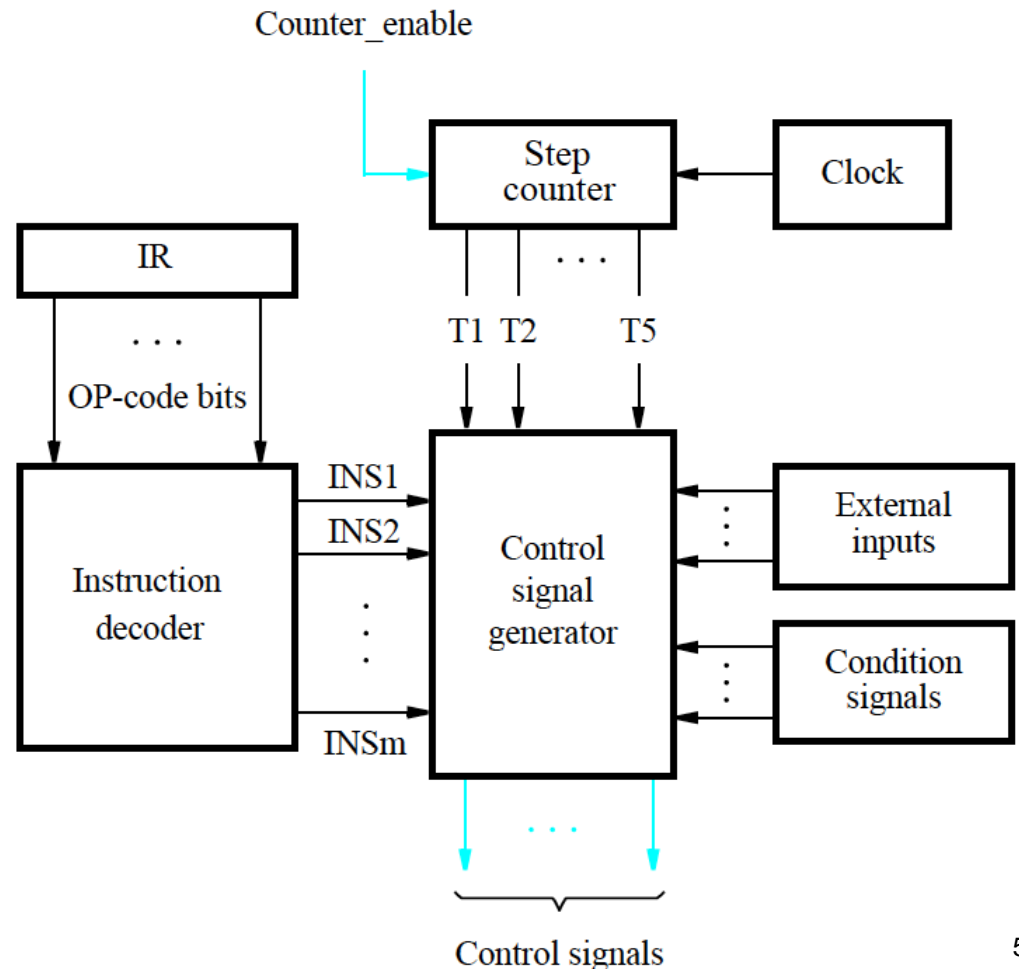 Counter_enable
Step
counter
Clock
IR
. . .
. . .
T1 T2 T5
OP-code bits
INS1
INS2
INSm
Instruction
decoder
Control
signal
generator
External
inputs
Condition
signals
. . .
Control signals
5